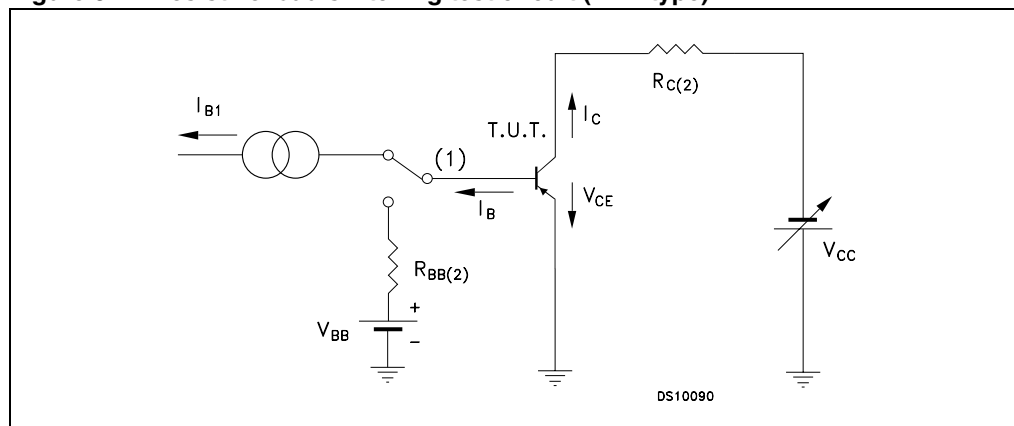 R_C(2)
I_B1
I_C
T.U.T.
(1)
V_CE
I_B
V_CC
R_BB(2)
+
V_BB
−
DS10090